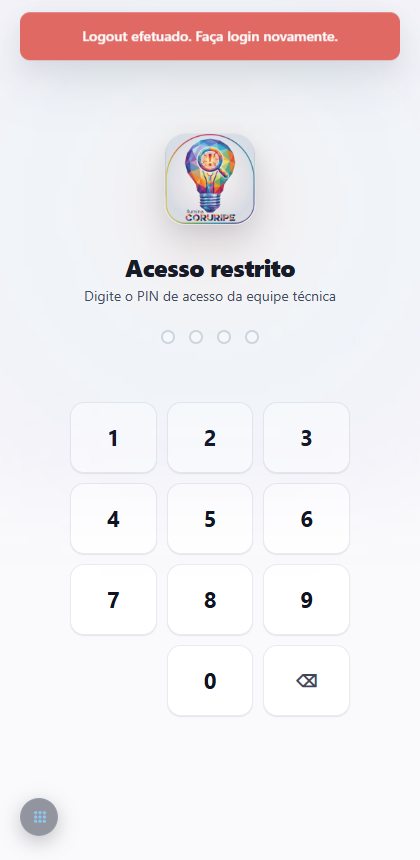 Logout efetuado. Faça login novamente.
Ilumina
CORURIPE
Acesso restrito
Digite o PIN de acesso da equipe técnica
1 2 3
4 5 6
7 8 9
0 ⌫